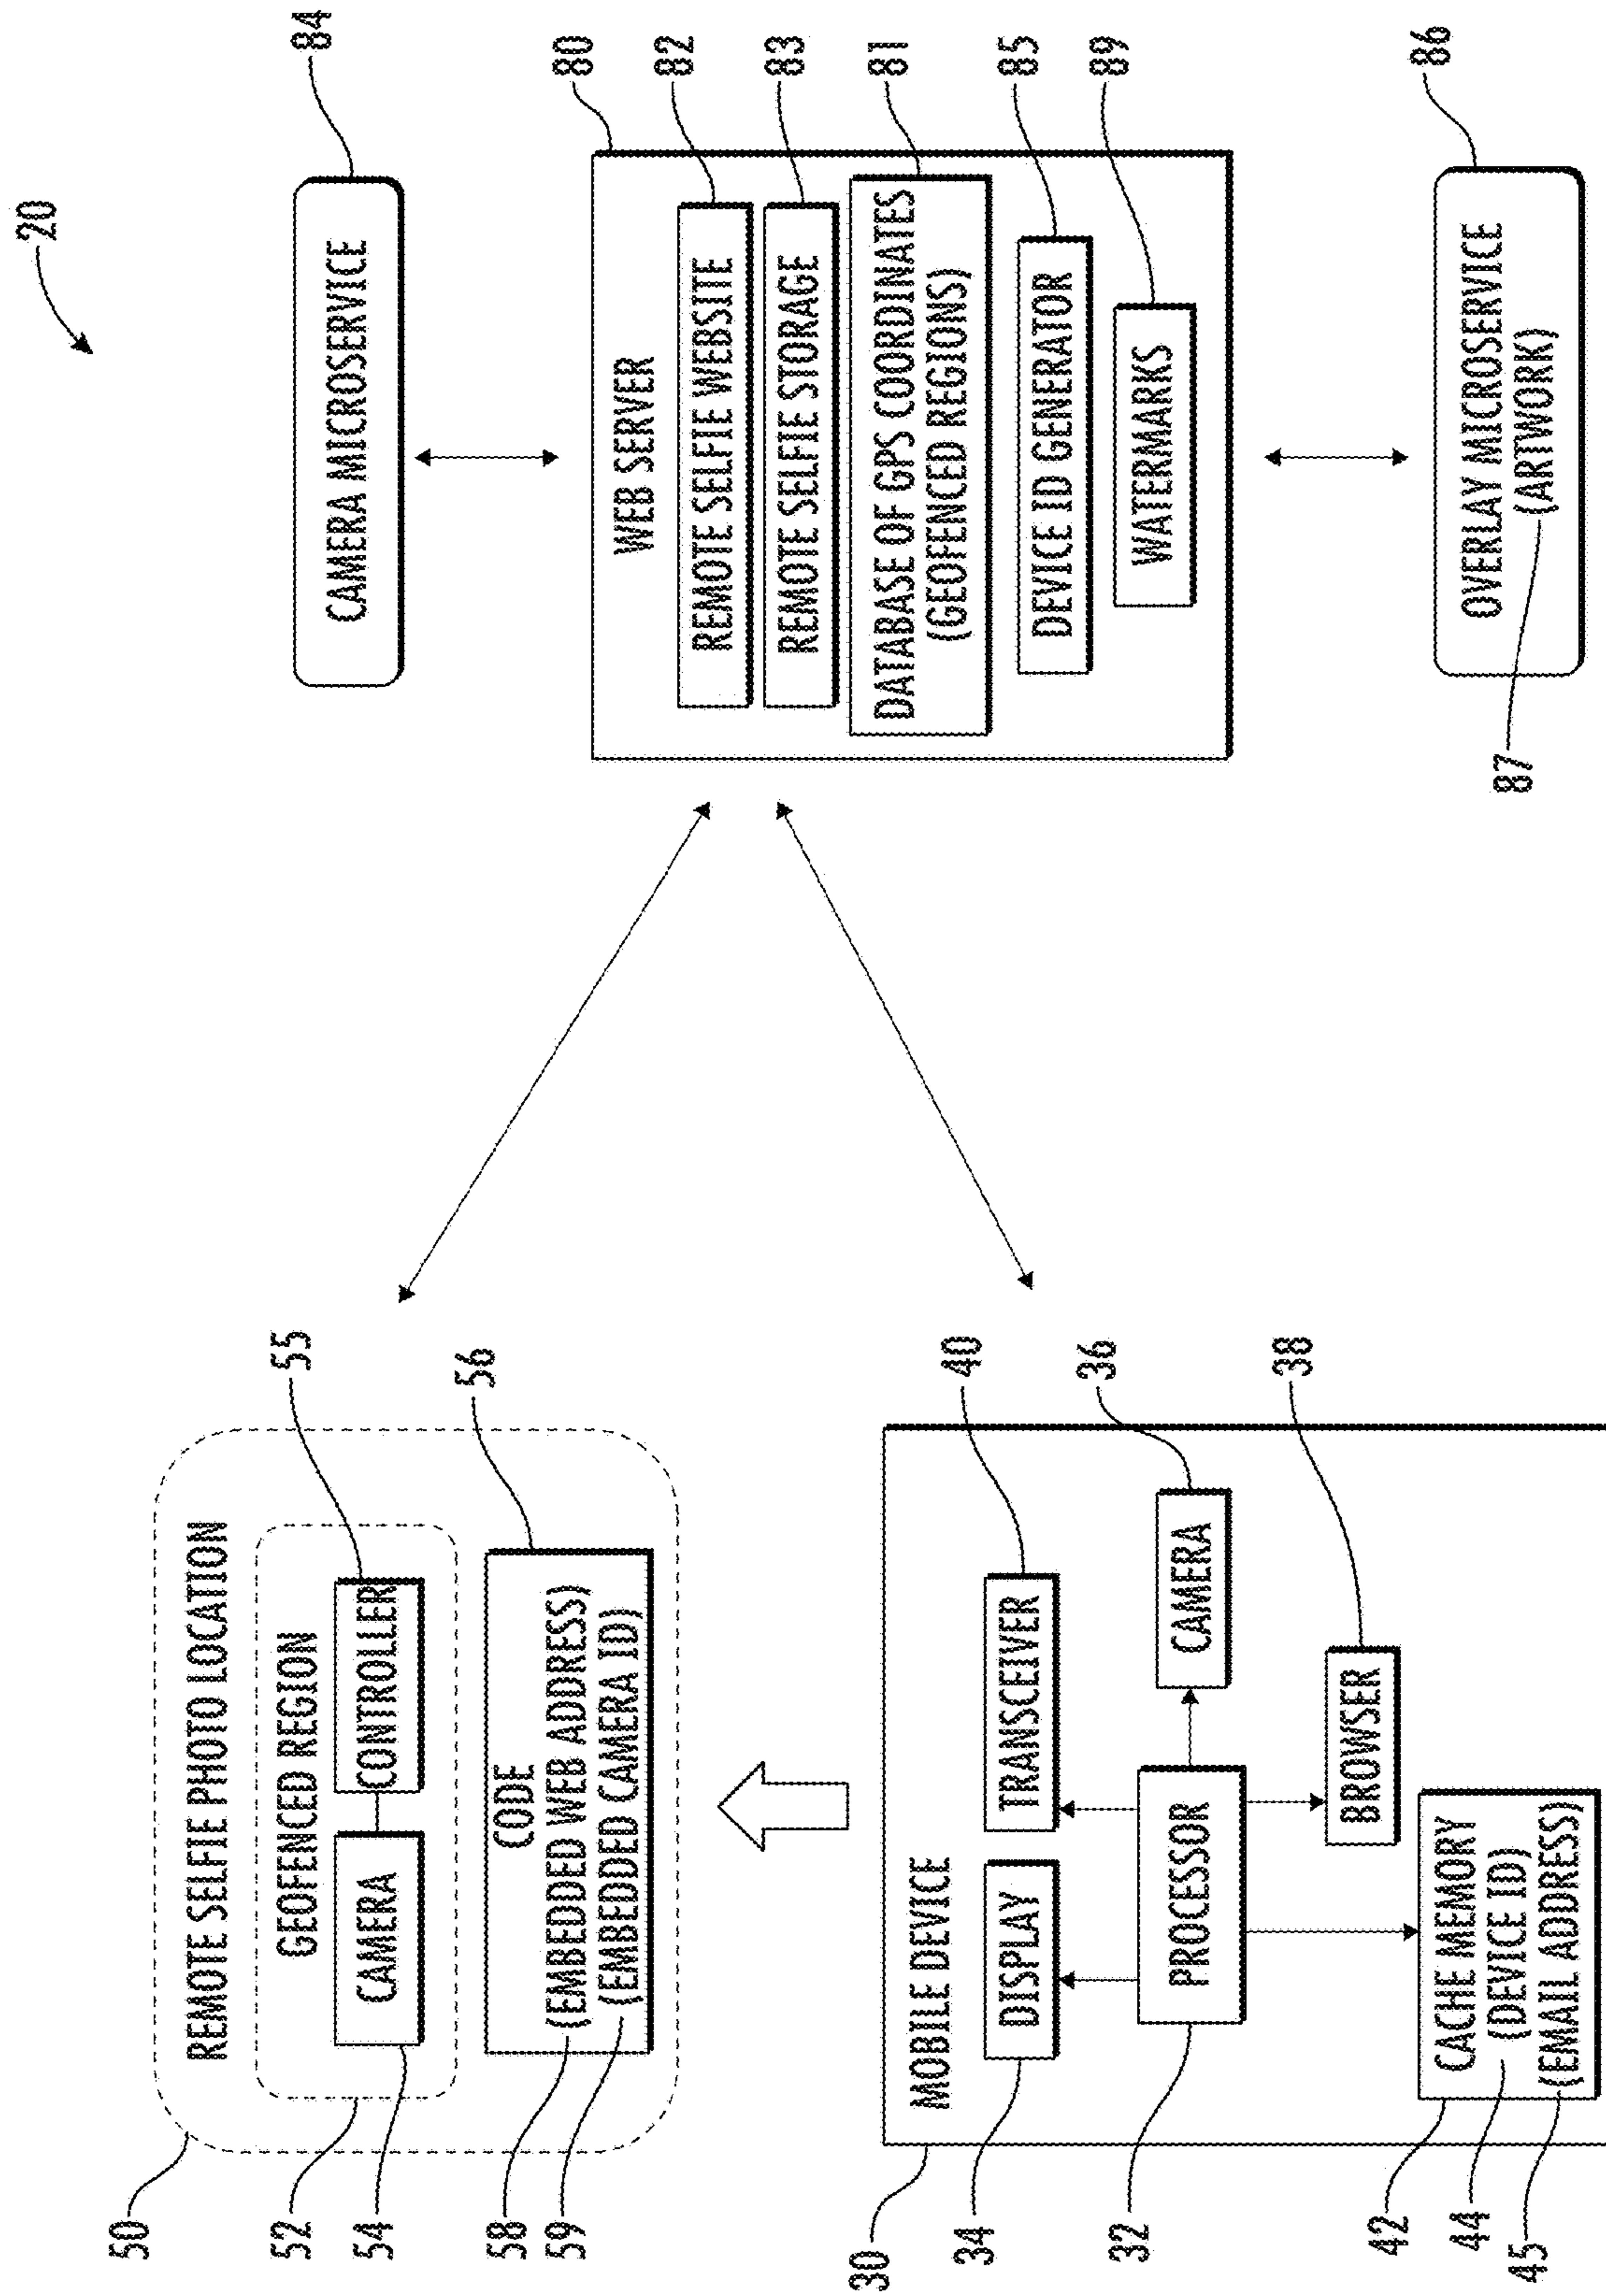 20
50
REMOTE SELFIE PHOTO LOCATION
52
GEOFENCED REGION
54
CAMERA
CONTROLLER
55
CODE
56
58
(EMBEDDED WEB ADDRESS)
59
(EMBEDDED CAMERA ID)
30
MOBILE DEVICE
34
DISPLAY
TRANSCEIVER
40
32
PROCESSOR
CAMERA
36
BROWSER
38
42
CACHE MEMORY
44
(DEVICE ID)
45
(EMAIL ADDRESS)
CAMERA MICROSERVICE
84
WEB SERVER
80
REMOTE SELFIE WEBSITE
82
REMOTE SELFIE STORAGE
83
DATABASE OF GPS COORDINATES
(GEOFENCED REGIONS)
81
DEVICE ID GENERATOR
85
WATERMARKS
89
OVERLAY MICROSERVICE
(ARTWORK)
86
87